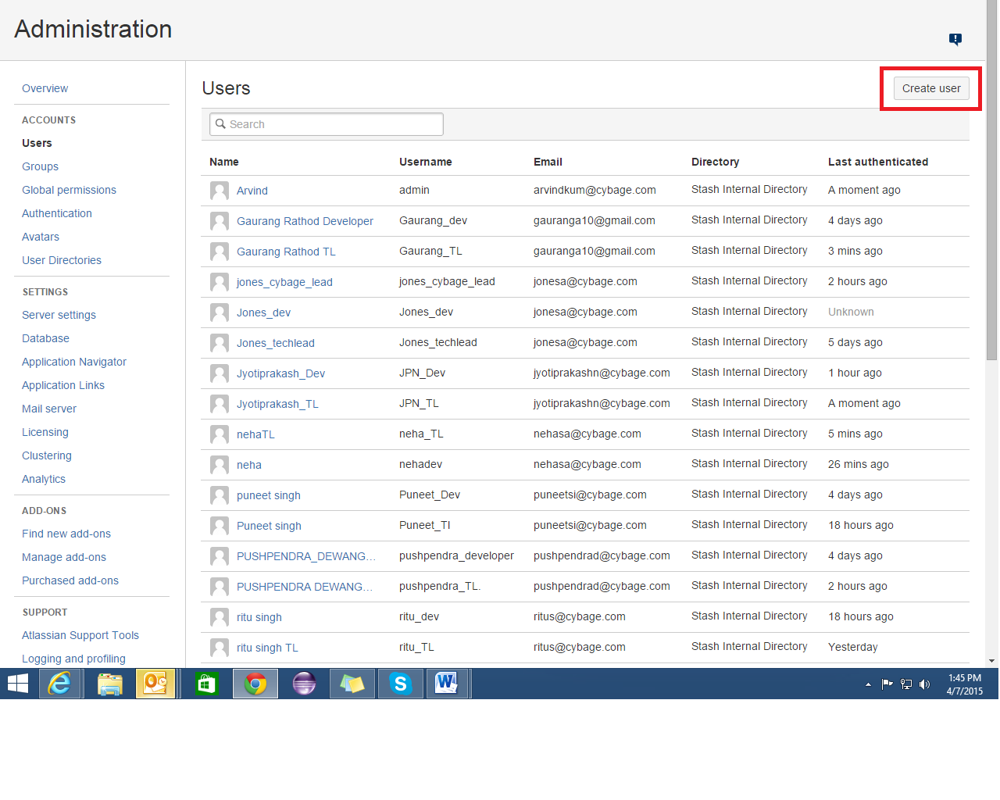 Administration
Overview
ACCOUNTS
Users
Groups
Global permissions
Authentication
Avatars
User Directories
SETTINGS
Server settings
Database
Application Navigator
Application Links
Mail server
Licensing
Clustering
Analytics
ADD-ONS
Find new add-ons
Manage add-ons
Purchased add-ons
SUPPORT
Atlassian Support Tools
Logging and profiling
Users
Create user
Search
Name Username Email Directory Last authenticated
Arvind admin arvindkum@cybage.com Stash Internal Directory A moment ago
Gaurang Rathod Developer Gaurang_dev gauranga10@gmail.com Stash Internal Directory 4 days ago
Gaurang Rathod TL Gaurang_TL gauranga10@gmail.com Stash Internal Directory 3 mins ago
jones_cybage_lead jones_cybage_lead jonesa@cybage.com Stash Internal Directory 2 hours ago
Jones_dev Jones_dev jonesa@cybage.com Stash Internal Directory Unknown
Jones_techlead Jones_techlead jonesa@cybage.com Stash Internal Directory 5 days ago
Jyotiprakash_Dev JPN_Dev jyotiprakashn@cybage.com Stash Internal Directory 1 hour ago
Jyotiprakash_TL JPN_TL jyotiprakashn@cybage.com Stash Internal Directory A moment ago
nehaTL neha_TL nehasa@cybage.com Stash Internal Directory 5 mins ago
neha nehadev nehasa@cybage.com Stash Internal Directory 26 mins ago
puneet singh Puneet_Dev puneetsi@cybage.com Stash Internal Directory 4 days ago
Puneet singh Puneet_Tl puneetsi@cybage.com Stash Internal Directory 18 hours ago
PUSHPENDRA_DEWANG... pushpendra_developer pushpendrad@cybage.com Stash Internal Directory 4 days ago
PUSHPENDRA DEWANG... pushpendra_TL. pushpendrad@cybage.com Stash Internal Directory 2 hours ago
ritu singh ritu_dev ritus@cybage.com Stash Internal Directory 18 hours ago
ritu singh TL ritu_TL ritus@cybage.com Stash Internal Directory Yesterday
1:45 PM
4/7/2015